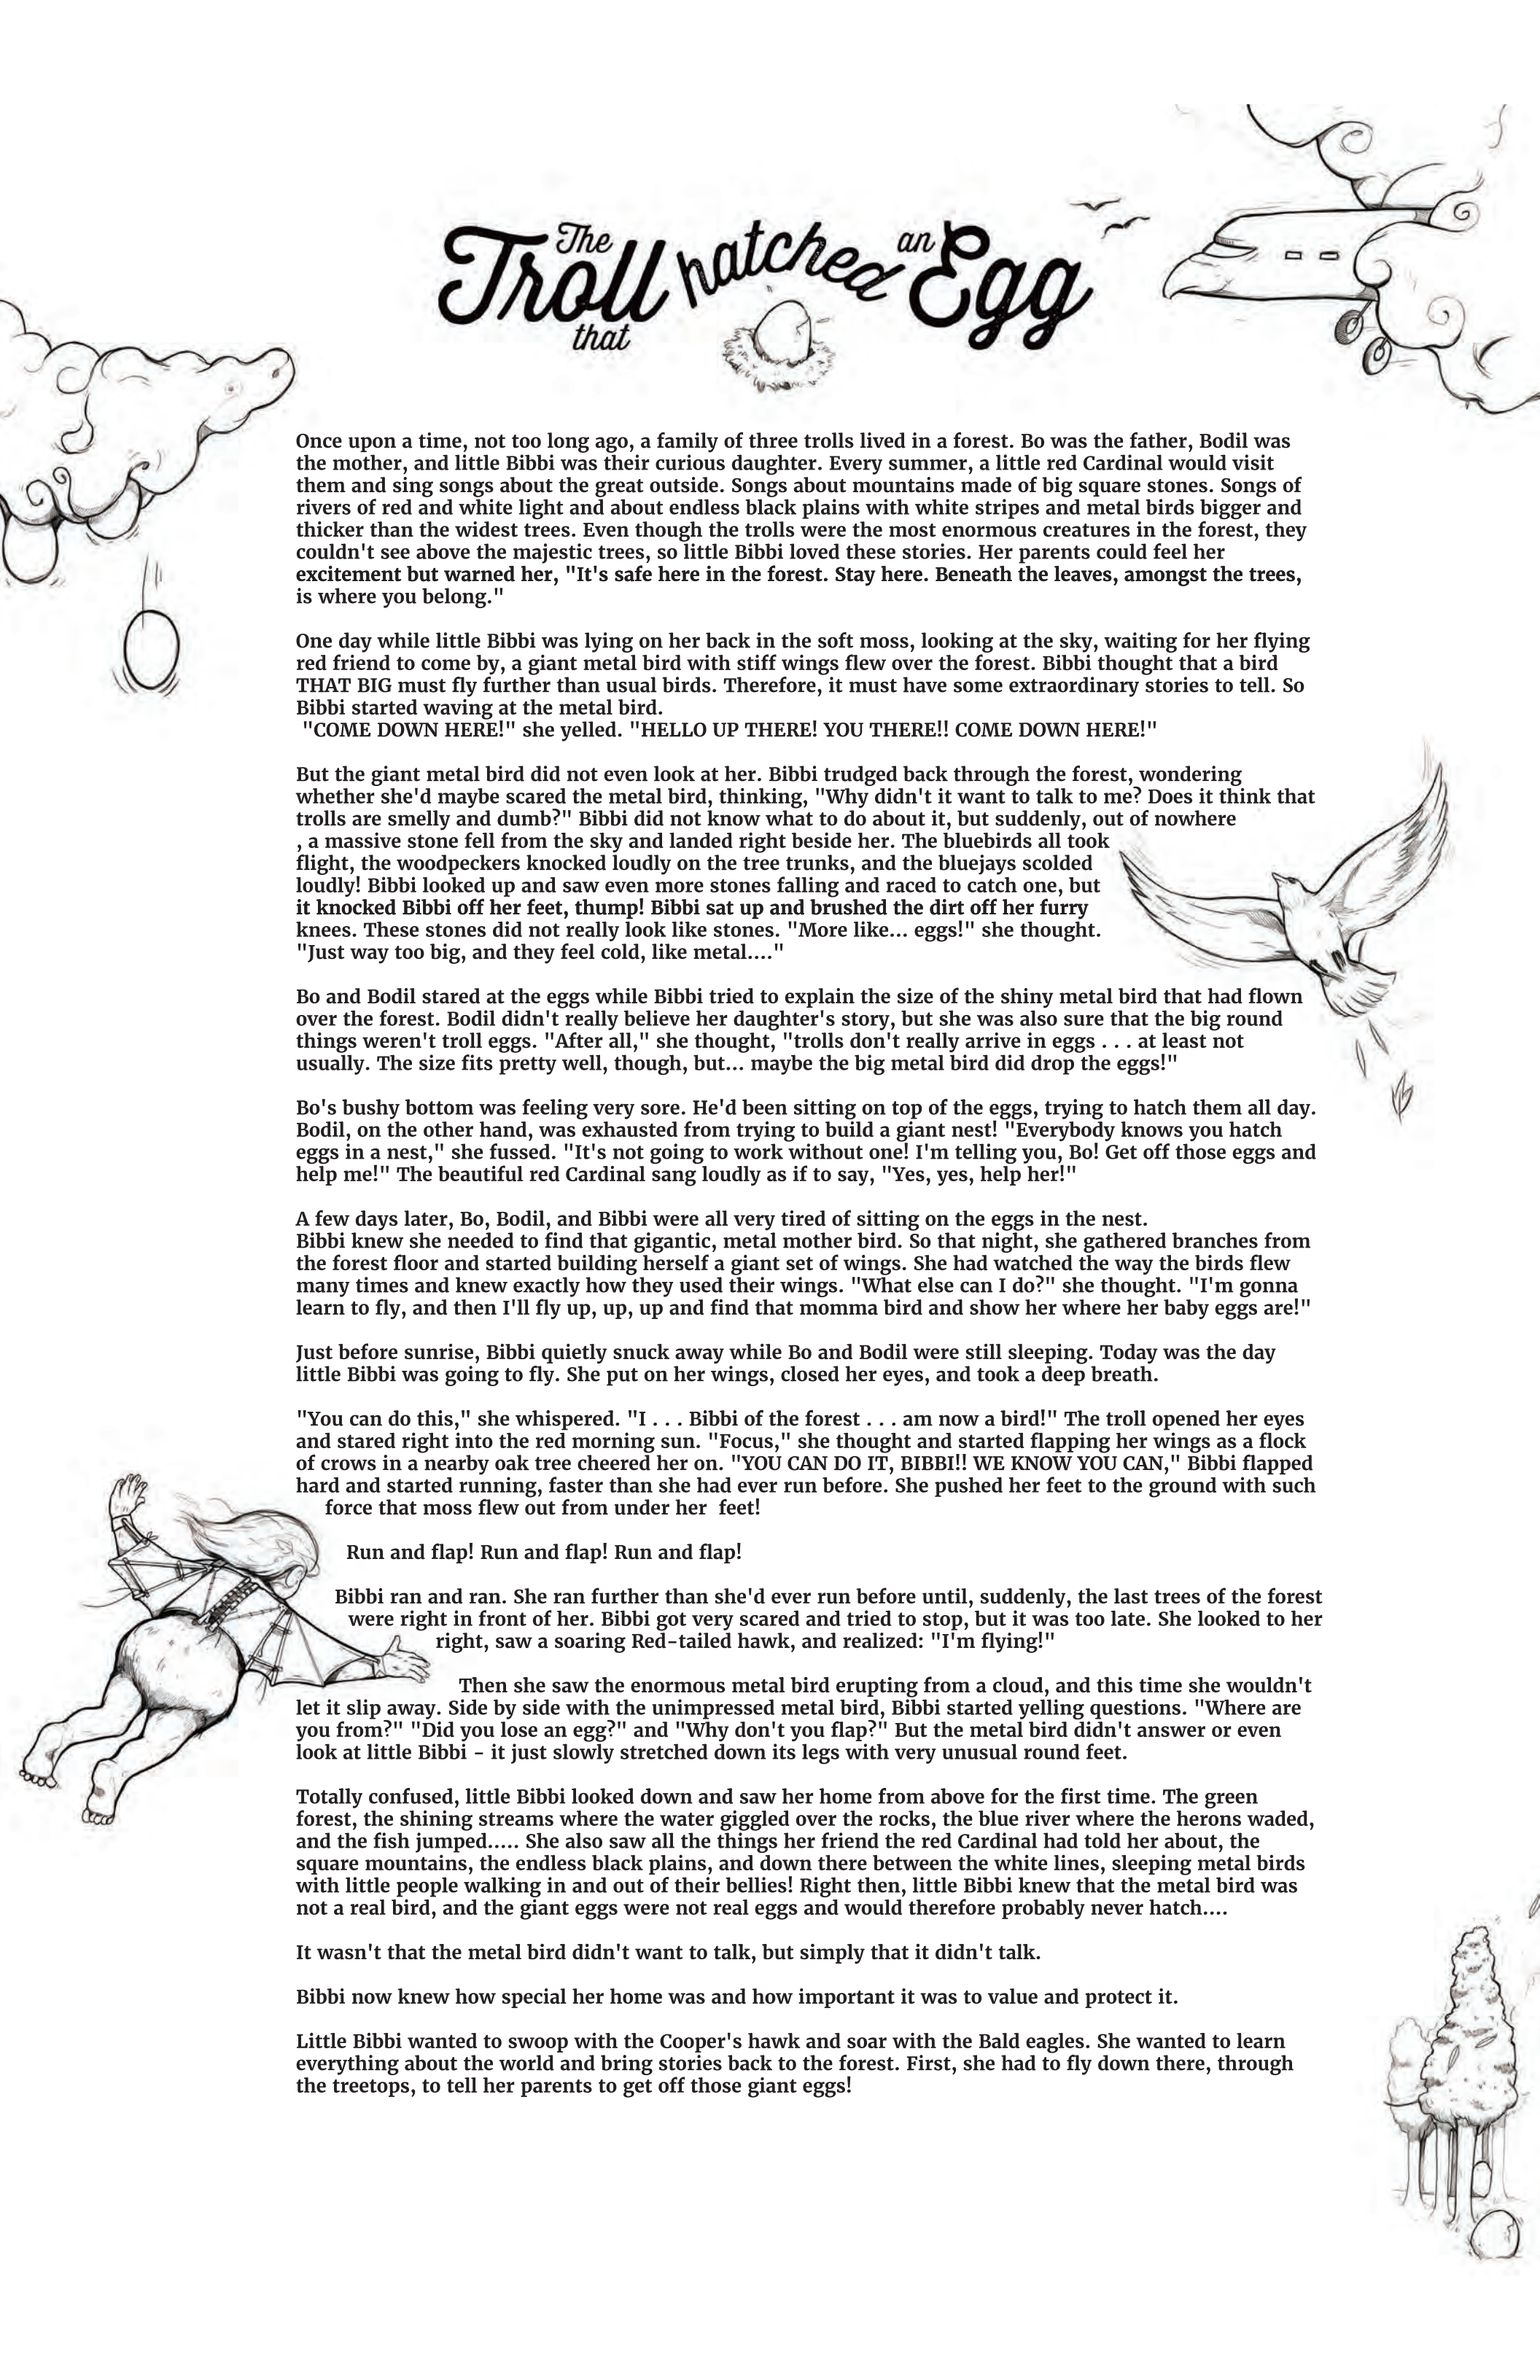 The Troll that hatched an Egg
Once upon a time, not too long ago, a family of three trolls lived in a forest. Bo was the father, Bodil was
the mother, and little Bibbi was their curious daughter. Every summer, a little red Cardinal would visit
them and sing songs about the great outside. Songs about mountains made of big square stones. Songs of
rivers of red and white light and about endless black plains with white stripes and metal birds bigger and
thicker than the widest trees. Even though the trolls were the most enormous creatures in the forest, they
couldn't see above the majestic trees, so little Bibbi loved these stories. Her parents could feel her
excitement but warned her, "It's safe here in the forest. Stay here. Beneath the leaves, amongst the trees,
is where you belong."
One day while little Bibbi was lying on her back in the soft moss, looking at the sky, waiting for her flying
red friend to come by, a giant metal bird with stiff wings flew over the forest. Bibbi thought that a bird
THAT BIG must fly further than usual birds. Therefore, it must have some extraordinary stories to tell. So
Bibbi started waving at the metal bird.
"COME DOWN HERE!" she yelled. "HELLO UP THERE! YOU THERE!! COME DOWN HERE!"
But the giant metal bird did not even look at her. Bibbi trudged back through the forest, wondering
whether she'd maybe scared the metal bird, thinking, "Why didn't it want to talk to me? Does it think that
trolls are smelly and dumb?" Bibbi did not know what to do about it, but suddenly, out of nowhere
, a massive stone fell from the sky and landed right beside her. The bluebirds all took
flight, the woodpeckers knocked loudly on the tree trunks, and the bluejays scolded
loudly! Bibbi looked up and saw even more stones falling and raced to catch one, but
it knocked Bibbi off her feet, thump! Bibbi sat up and brushed the dirt off her furry
knees. These stones did not really look like stones. "More like... eggs!" she thought.
"Just way too big, and they feel cold, like metal...."
Bo and Bodil stared at the eggs while Bibbi tried to explain the size of the shiny metal bird that had flown
over the forest. Bodil didn't really believe her daughter's story, but she was also sure that the big round
things weren't troll eggs. "After all," she thought, "trolls don't really arrive in eggs . . . at least not
usually. The size fits pretty well, though, but... maybe the big metal bird did drop the eggs!"
Bo's bushy bottom was feeling very sore. He'd been sitting on top of the eggs, trying to hatch them all day.
Bodil, on the other hand, was exhausted from trying to build a giant nest! "Everybody knows you hatch
eggs in a nest," she fussed. "It's not going to work without one! I'm telling you, Bo! Get off those eggs and
help me!" The beautiful red Cardinal sang loudly as if to say, "Yes, yes, help her!"
A few days later, Bo, Bodil, and Bibbi were all very tired of sitting on the eggs in the nest.
Bibbi knew she needed to find that gigantic, metal mother bird. So that night, she gathered branches from
the forest floor and started building herself a giant set of wings. She had watched the way the birds flew
many times and knew exactly how they used their wings. "What else can I do?" she thought. "I'm gonna
learn to fly, and then I'll fly up, up, up and find that momma bird and show her where her baby eggs are!"
Just before sunrise, Bibbi quietly snuck away while Bo and Bodil were still sleeping. Today was the day
little Bibbi was going to fly. She put on her wings, closed her eyes, and took a deep breath.
"You can do this," she whispered. "I . . . Bibbi of the forest . . . am now a bird!" The troll opened her eyes
and stared right into the red morning sun. "Focus," she thought and started flapping her wings as a flock
of crows in a nearby oak tree cheered her on. "YOU CAN DO IT, BIBBI!! WE KNOW YOU CAN," Bibbi flapped
hard and started running, faster than she had ever run before. She pushed her feet to the ground with such
force that moss flew out from under her feet!
Run and flap! Run and flap! Run and flap!
Bibbi ran and ran. She ran further than she'd ever run before until, suddenly, the last trees of the forest
were right in front of her. Bibbi got very scared and tried to stop, but it was too late. She looked to her
right, saw a soaring Red-tailed hawk, and realized: "I'm flying!"
Then she saw the enormous metal bird erupting from a cloud, and this time she wouldn't
let it slip away. Side by side with the unimpressed metal bird, Bibbi started yelling questions. "Where are
you from?" "Did you lose an egg?" and "Why don't you flap?" But the metal bird didn't answer or even
look at little Bibbi - it just slowly stretched down its legs with very unusual round feet.
Totally confused, little Bibbi looked down and saw her home from above for the first time. The green
forest, the shining streams where the water giggled over the rocks, the blue river where the herons waded,
and the fish jumped..... She also saw all the things her friend the red Cardinal had told her about, the
square mountains, the endless black plains, and down there between the white lines, sleeping metal birds
with little people walking in and out of their bellies! Right then, little Bibbi knew that the metal bird was
not a real bird, and the giant eggs were not real eggs and would therefore probably never hatch....
It wasn't that the metal bird didn't want to talk, but simply that it didn't talk.
Bibbi now knew how special her home was and how important it was to value and protect it.
Little Bibbi wanted to swoop with the Cooper's hawk and soar with the Bald eagles. She wanted to learn
everything about the world and bring stories back to the forest. First, she had to fly down there, through
the treetops, to tell her parents to get off those giant eggs!